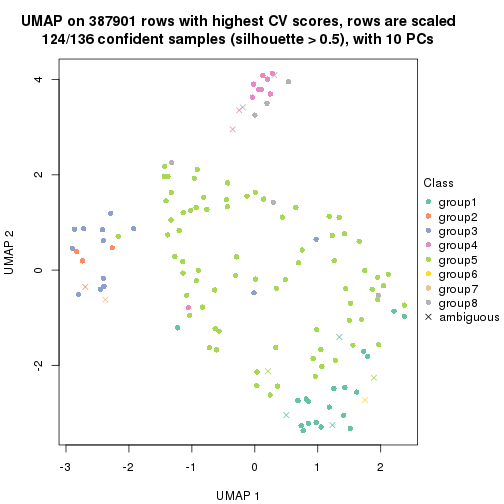 UMAP on 387901 rows with highest CV scores, rows are scaled
124/136 confident samples (silhouette > 0.5), with 10 PCs
4
2
0
-2
UMAP 2
-3
-2
-1
0
1
2
UMAP 1
Class
group1
group2
group3
group4
group5
group6
group7
group8
ambiguous